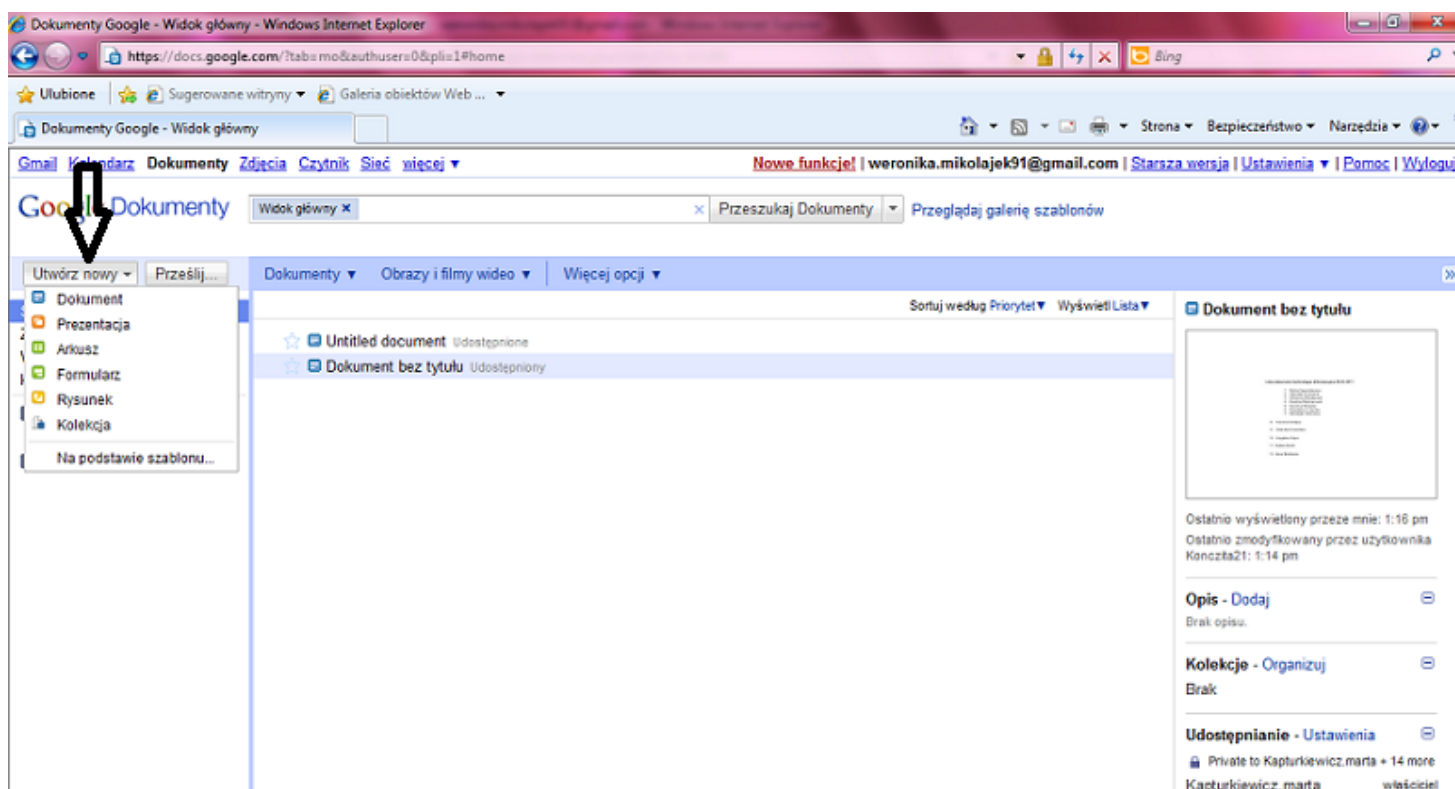 Dokumenty Google - Widok główny - Windows Internet Explorer
https://docs.google.com/?tab=mo&authuser=0&pli=1#home
Bing
Ulubione Sugerowane witryny Galeria obiektów Web ...
Dokumenty Google - Widok główny
Strona Bezpieczeństwo Narzędzia
Gmail Kalendarz Dokumenty Zdjęcia Czytnik Sieć więcej ▼ Nowe funkcje! | weronika.mikolajek91@gmail.com | Starsza wersja | Ustawienia ▼ | Pomoc | Wyloguj
Google Dokumenty Widok główny × × Przeszukaj Dokumenty Przeglądaj galerię szablonów
Utwórz nowy Prześlij... Dokumenty ▼ Obrazy i filmy wideo ▼ Więcej opcji ▼ »
Sortuj według Priorytet▼ Wyświetl Lista▼
Dokument
Prezentacja
Arkusz
Formularz
Rysunek
Kolekcja
Na podstawie szablonu...
Untitled document Udostępnione
Dokument bez tytułu Udostępniony
Dokument bez tytułu
Ostatnio wyświetlony przeze mnie: 1:16 pm
Ostatnio zmodyfikowany przez użytkownika
Konczita21: 1:14 pm
Opis - Dodaj
Brak opisu.
Kolekcje - Organizuj
Brak
Udostępnianie - Ustawienia
Private to Kapturkiewicz.marta + 14 more
Kapturkiewicz.marta właściciel